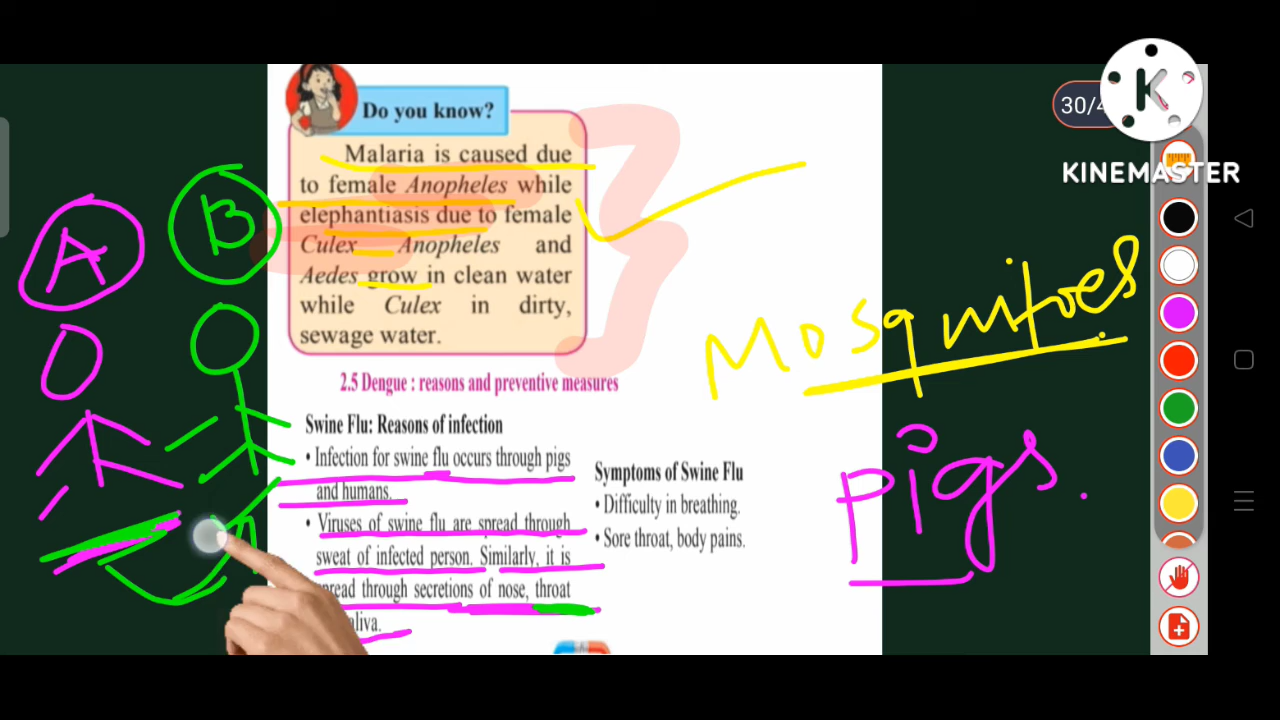 30/4
KINEMASTER
Do you know?
Malaria is caused due
to female Anopheles while
elephantiasis due to female
Culex Anopheles and
Aedes grow in clean water
while Culex in dirty,
sewage water.
A
B
Mosquitoes
2.5 Dengue : reasons and preventive measures
Swine Flu: Reasons of infection
• Infection for swine flu occurs through pigs
and humans.
• Viruses of swine flu are spread through
sweat of infected person. Similarly, it is
spread through secretions of nose, throat
Symptoms of Swine Flu
• Difficulty in breathing.
• Sore throat, body pains.
pigs.